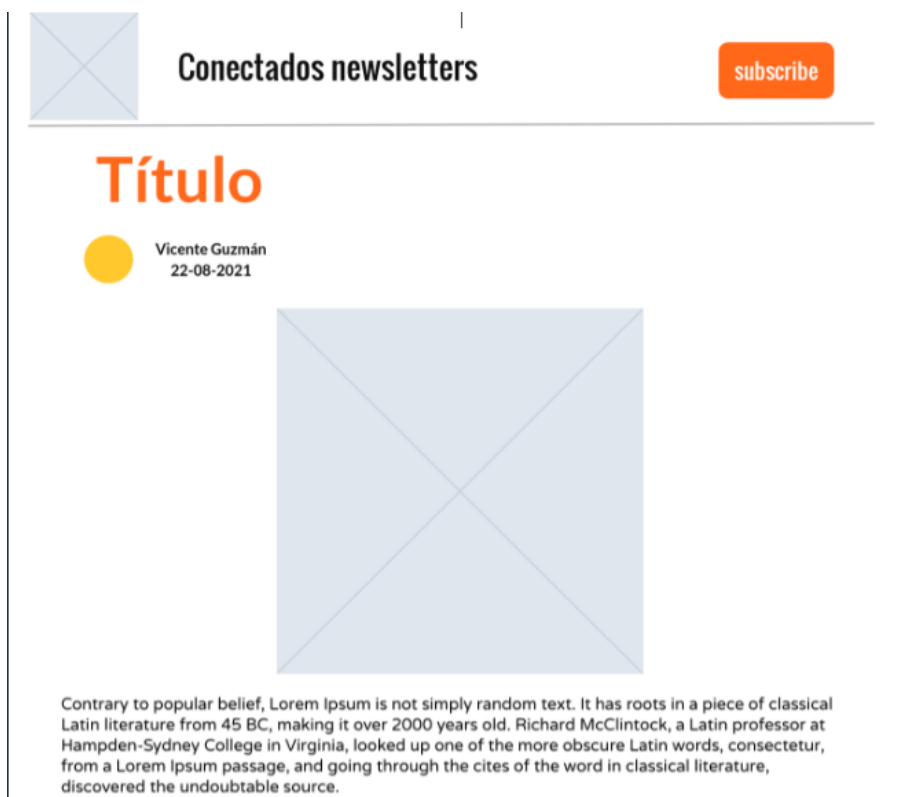 Conectados newsletters
subscribe
Título
Vicente Guzmán
22-08-2021
Contrary to popular belief, Lorem Ipsum is not simply random text. It has roots in a piece of classical
Latin literature from 45 BC, making it over 2000 years old. Richard McClintock, a Latin professor at
Hampden-Sydney College in Virginia, looked up one of the more obscure Latin words, consectetur,
from a Lorem Ipsum passage, and going through the cites of the word in classical literature,
discovered the undoubtable source.